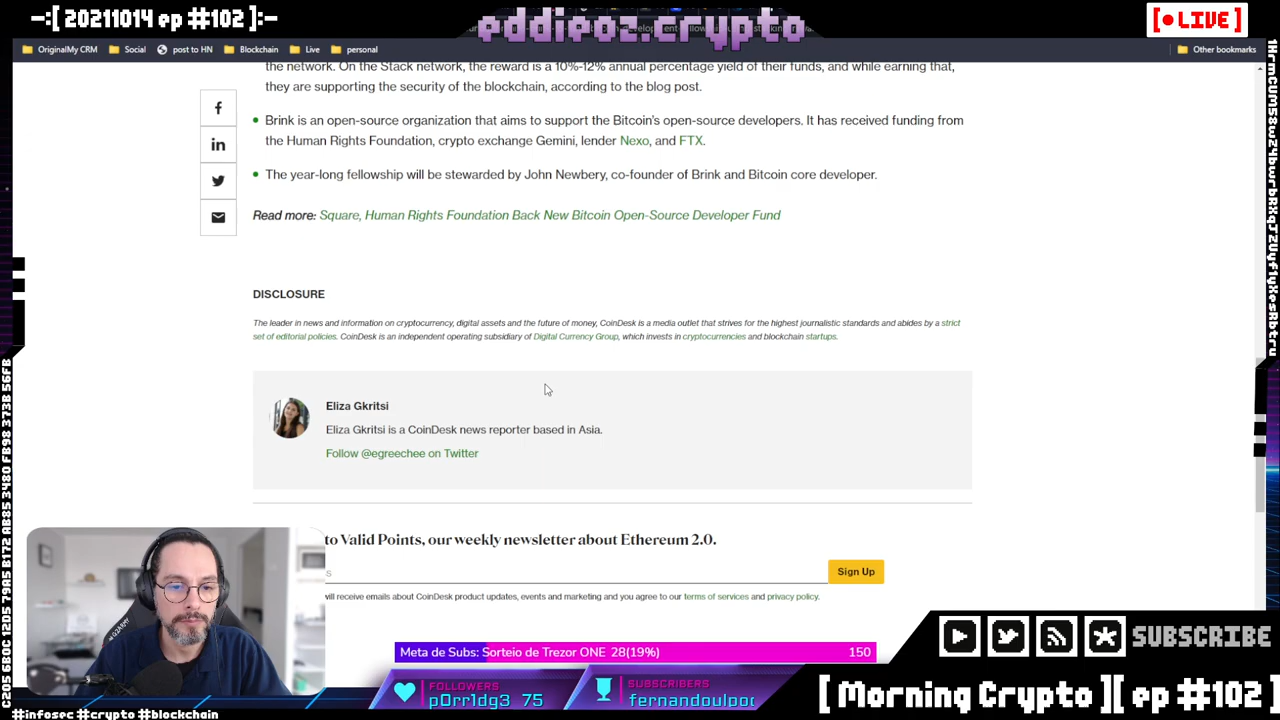 -:[ 20211014 ep #102 ]:-
eddipoz.crypto
[ ● LIVE ]
OriginalMy CRM
Social
post to HN
Blockchain
Live
personal
Other bookmarks
the network. On the Stack network, the reward is a 10%-12% annual percentage yield of their funds, and while earning that,
they are supporting the security of the blockchain, according to the blog post.
Brink is an open-source organization that aims to support the Bitcoin's open-source developers. It has received funding from
the Human Rights Foundation, crypto exchange Gemini, lender Nexo, and FTX.
The year-long fellowship will be stewarded by John Newbery, co-founder of Brink and Bitcoin core developer.
Read more: Square, Human Rights Foundation Back New Bitcoin Open-Source Developer Fund
DISCLOSURE
The leader in news and information on cryptocurrency, digital assets and the future of money, CoinDesk is a media outlet that strives for the highest journalistic standards and abides by a strict
set of editorial policies. CoinDesk is an independent operating subsidiary of Digital Currency Group, which invests in cryptocurrencies and blockchain startups.
Eliza Gkritsi
Eliza Gkritsi is a CoinDesk news reporter based in Asia.
Follow @egreechee on Twitter
to Valid Points, our weekly newsletter about Ethereum 2.0.
Sign Up
will receive emails about CoinDesk product updates, events and marketing and you agree to our terms of services and privacy policy.
Meta de Subs: Sorteio de Trezor ONE 28(19%)
150
SUBSCRIBE
FOLLOWERS
p0rr1dg3 75
SUBSCRIBERS
fernandoulpoc
[ Morning Crypto ][ ep #102 ]
#infosec #crypto #blockchain